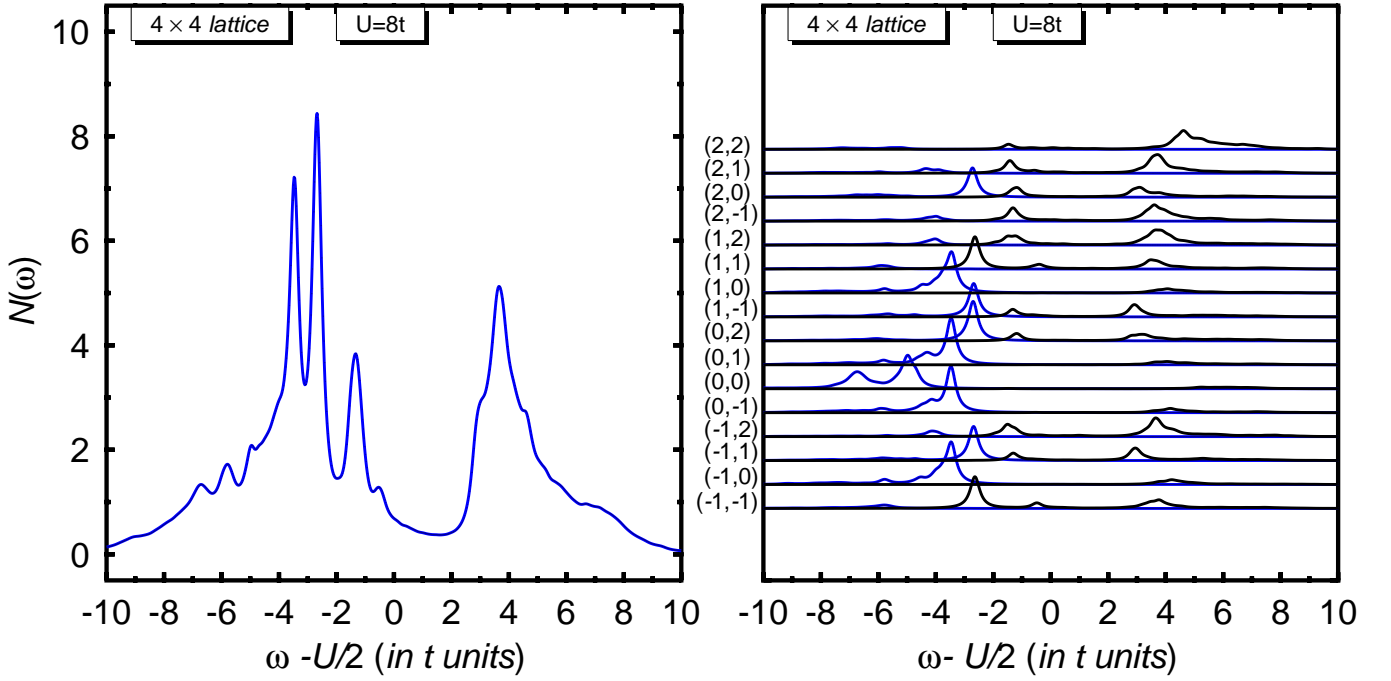 4 × 4 lattice
U=8t
10
8
6
4
2
0
N(ω)
-10 -8 -6 -4 -2 0 2 4 6 8 10
ω -U/2 (in t units)
4 × 4 lattice
U=8t
(2,2)
(2,1)
(2,0)
(2,-1)
(1,2)
(1,1)
(1,0)
(1,-1)
(0,2)
(0,1)
(0,0)
(0,-1)
(-1,2)
(-1,1)
(-1,0)
(-1,-1)
-10 -8 -6 -4 -2 0 2 4 6 8 10
ω- U/2 (in t units)